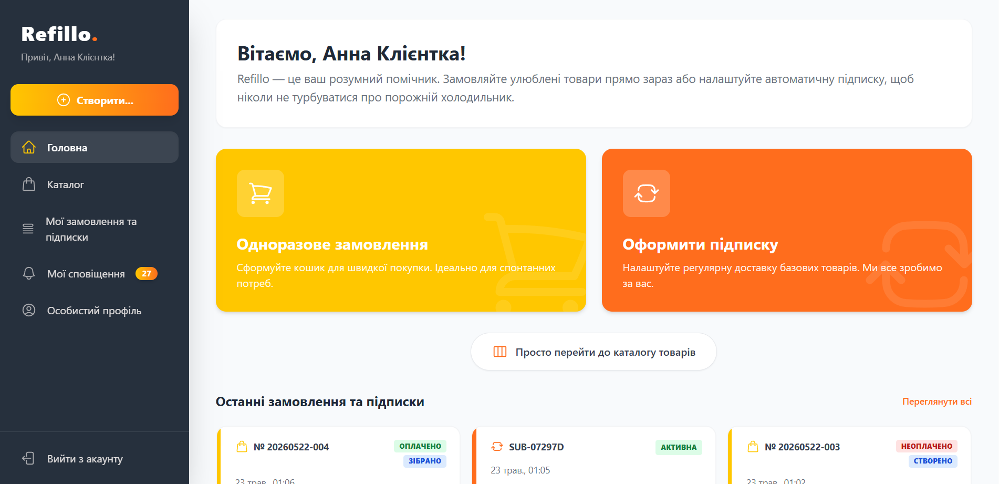 Refillo.
Привіт, Анна Клієнтка!
Створити...
Головна
Каталог
Мої замовлення та
підписки
Мої сповіщення 27
Особистий профіль
Вийти з акаунту
Вітаємо, Анна Клієнтка!
Refillo — це ваш розумний помічник. Замовляйте улюблені товари прямо зараз або налаштуйте автоматичну підписку, щоб
ніколи не турбуватися про порожній холодильник.
Одноразове замовлення
Сформуйте кошик для швидкої покупки. Ідеально для спонтанних
потреб.
Оформити підписку
Налаштуйте регулярну доставку базових товарів. Ми все зробимо
за вас.
Просто перейти до каталогу товарів
Останні замовлення та підписки
Переглянути всі
№ 20260522-004
ОПЛАЧЕНО
ЗІБРАНО
23 трав., 01:06
SUB-07297D
АКТИВНА
23 трав., 01:05
№ 20260522-003
НЕОПЛАЧЕНО
СТВОРЕНО
23 трав., 01:02